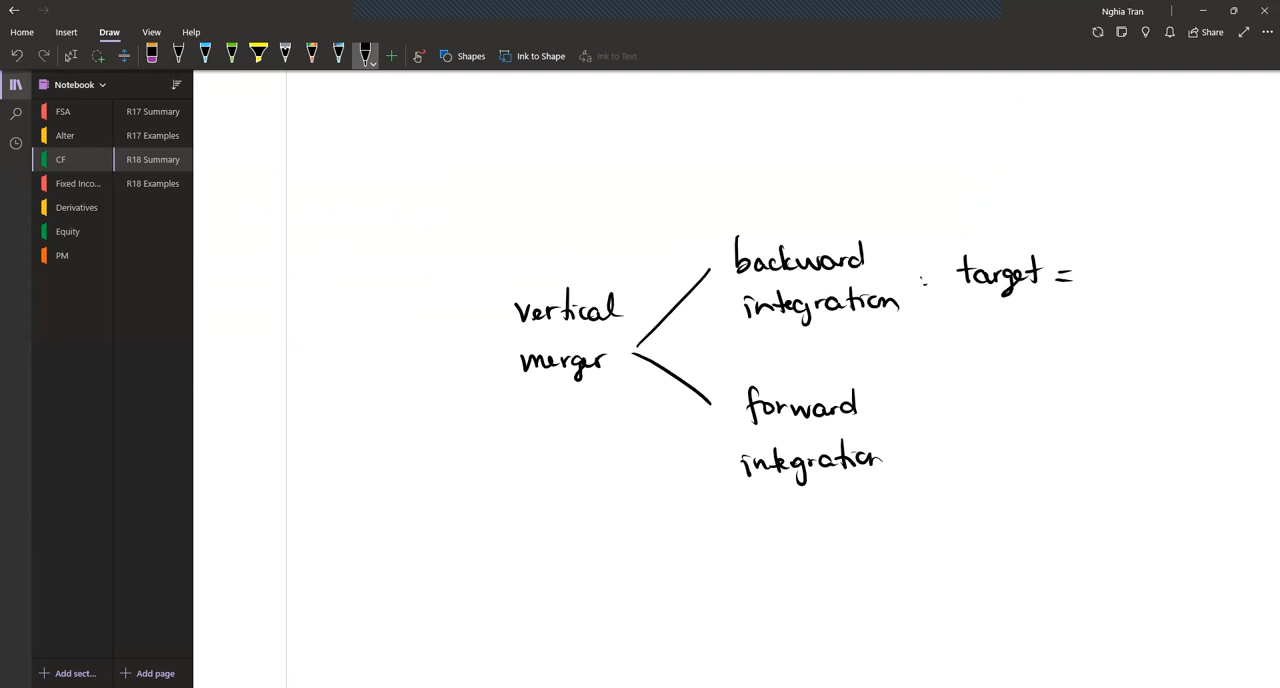 Nghia Tran
Home Insert Draw View Help
Share
Shapes Ink to Shape Ink to Text
Notebook
FSA
Alter
CF
Fixed Inco...
Derivatives
Equity
PM
R17 Summary
R17 Examples
R18 Summary
R18 Examples
backward
integration : target =
vertical
merger
forward
integration
Add sect... Add page